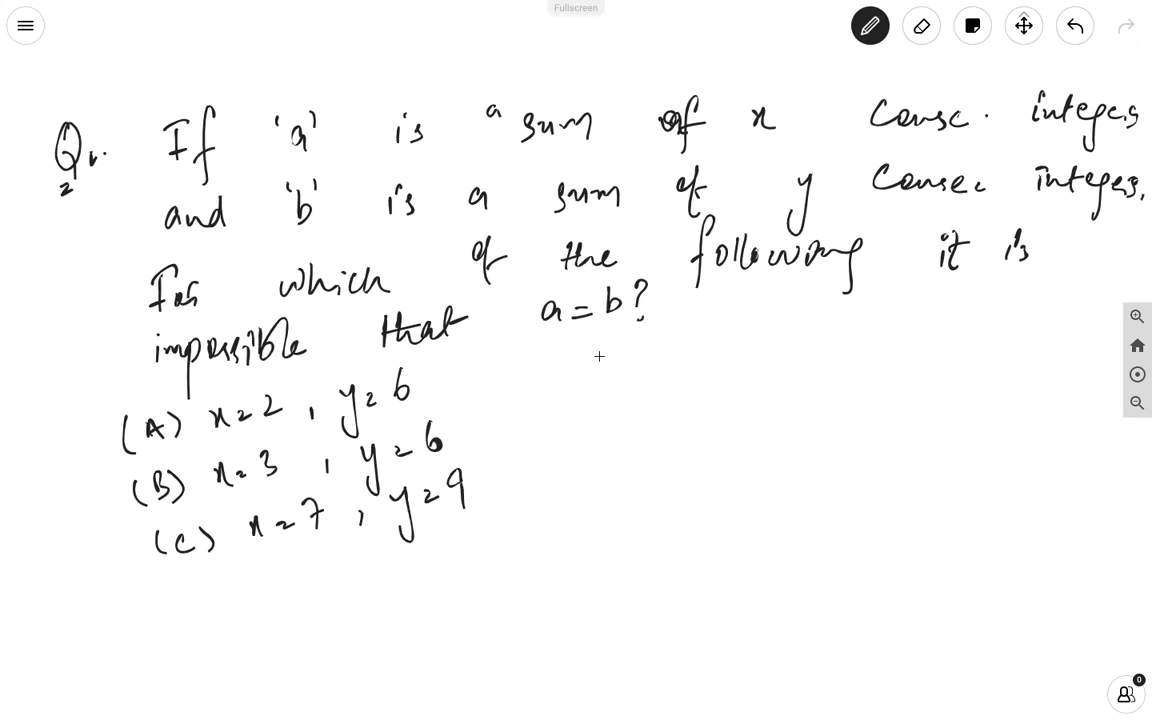 Fullscreen
Q2. If 'a' is a sum of x consc. integers
and 'b' is a sum of y consec integers.
For which of the following it is
impossible that a = b?
(A) x = 2, y = 6
(B) x = 3, y = 6
(C) x = 7, y = 9
0